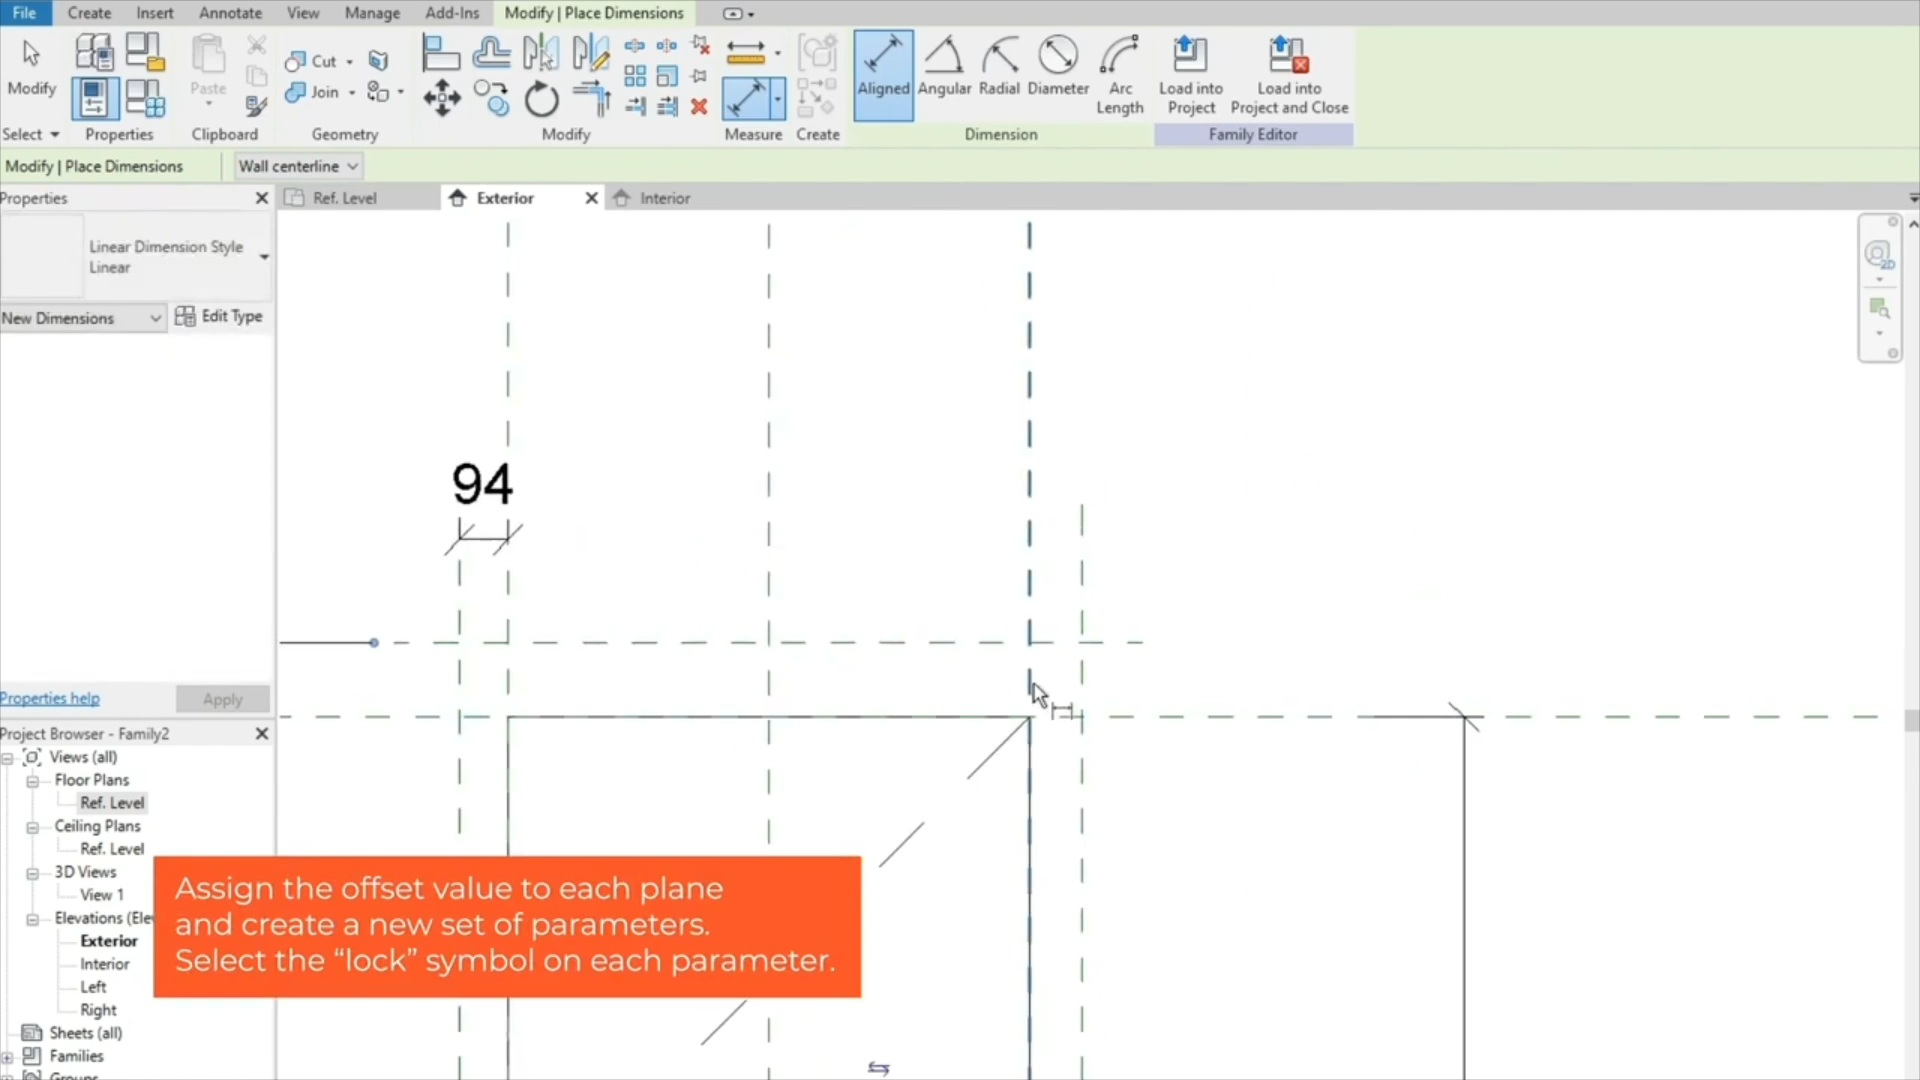 File Create Insert Annotate View Manage Add-Ins Modify | Place Dimensions
Modify
Paste
Cut
Join
Aligned Angular Radial Diameter Arc Length
Load into Project
Load into Project and Close
Select Properties Clipboard Geometry Modify Measure Create Dimension Family Editor
Modify | Place Dimensions Wall centerline
Properties
Ref. Level
Exterior
Interior
Linear Dimension Style
Linear
New Dimensions
Edit Type
2D
94
Properties help
Apply
Project Browser - Family2
Views (all)
Floor Plans
Ref. Level
Ceiling Plans
Ref. Level
3D Views
View 1
Elevations (Ele
Exterior
Interior
Left
Right
Sheets (all)
Families
Groups
Assign the offset value to each plane
and create a new set of parameters.
Select the “lock” symbol on each parameter.